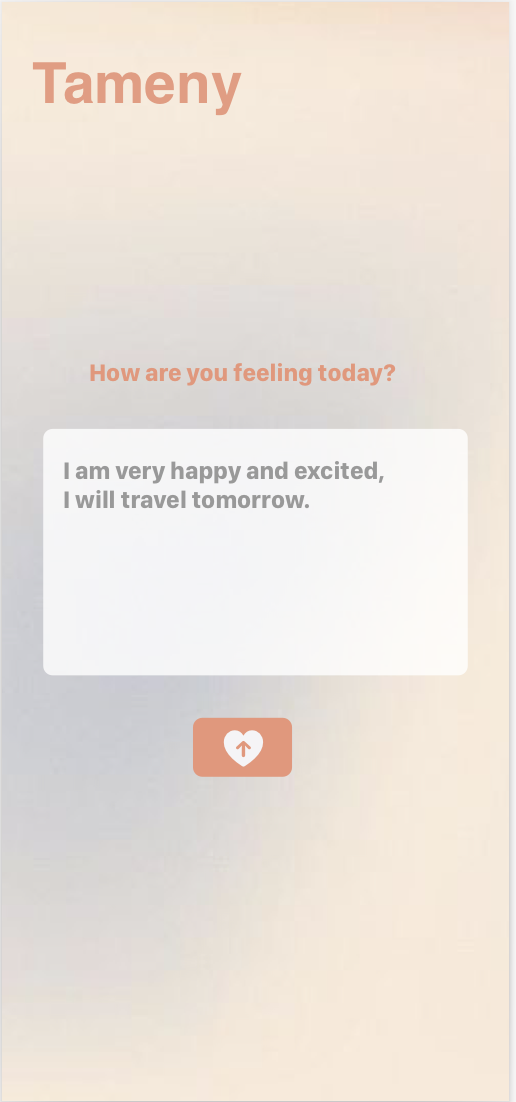 Tameny
How are you feeling today?
I am very happy and excited,
I will travel tomorrow.